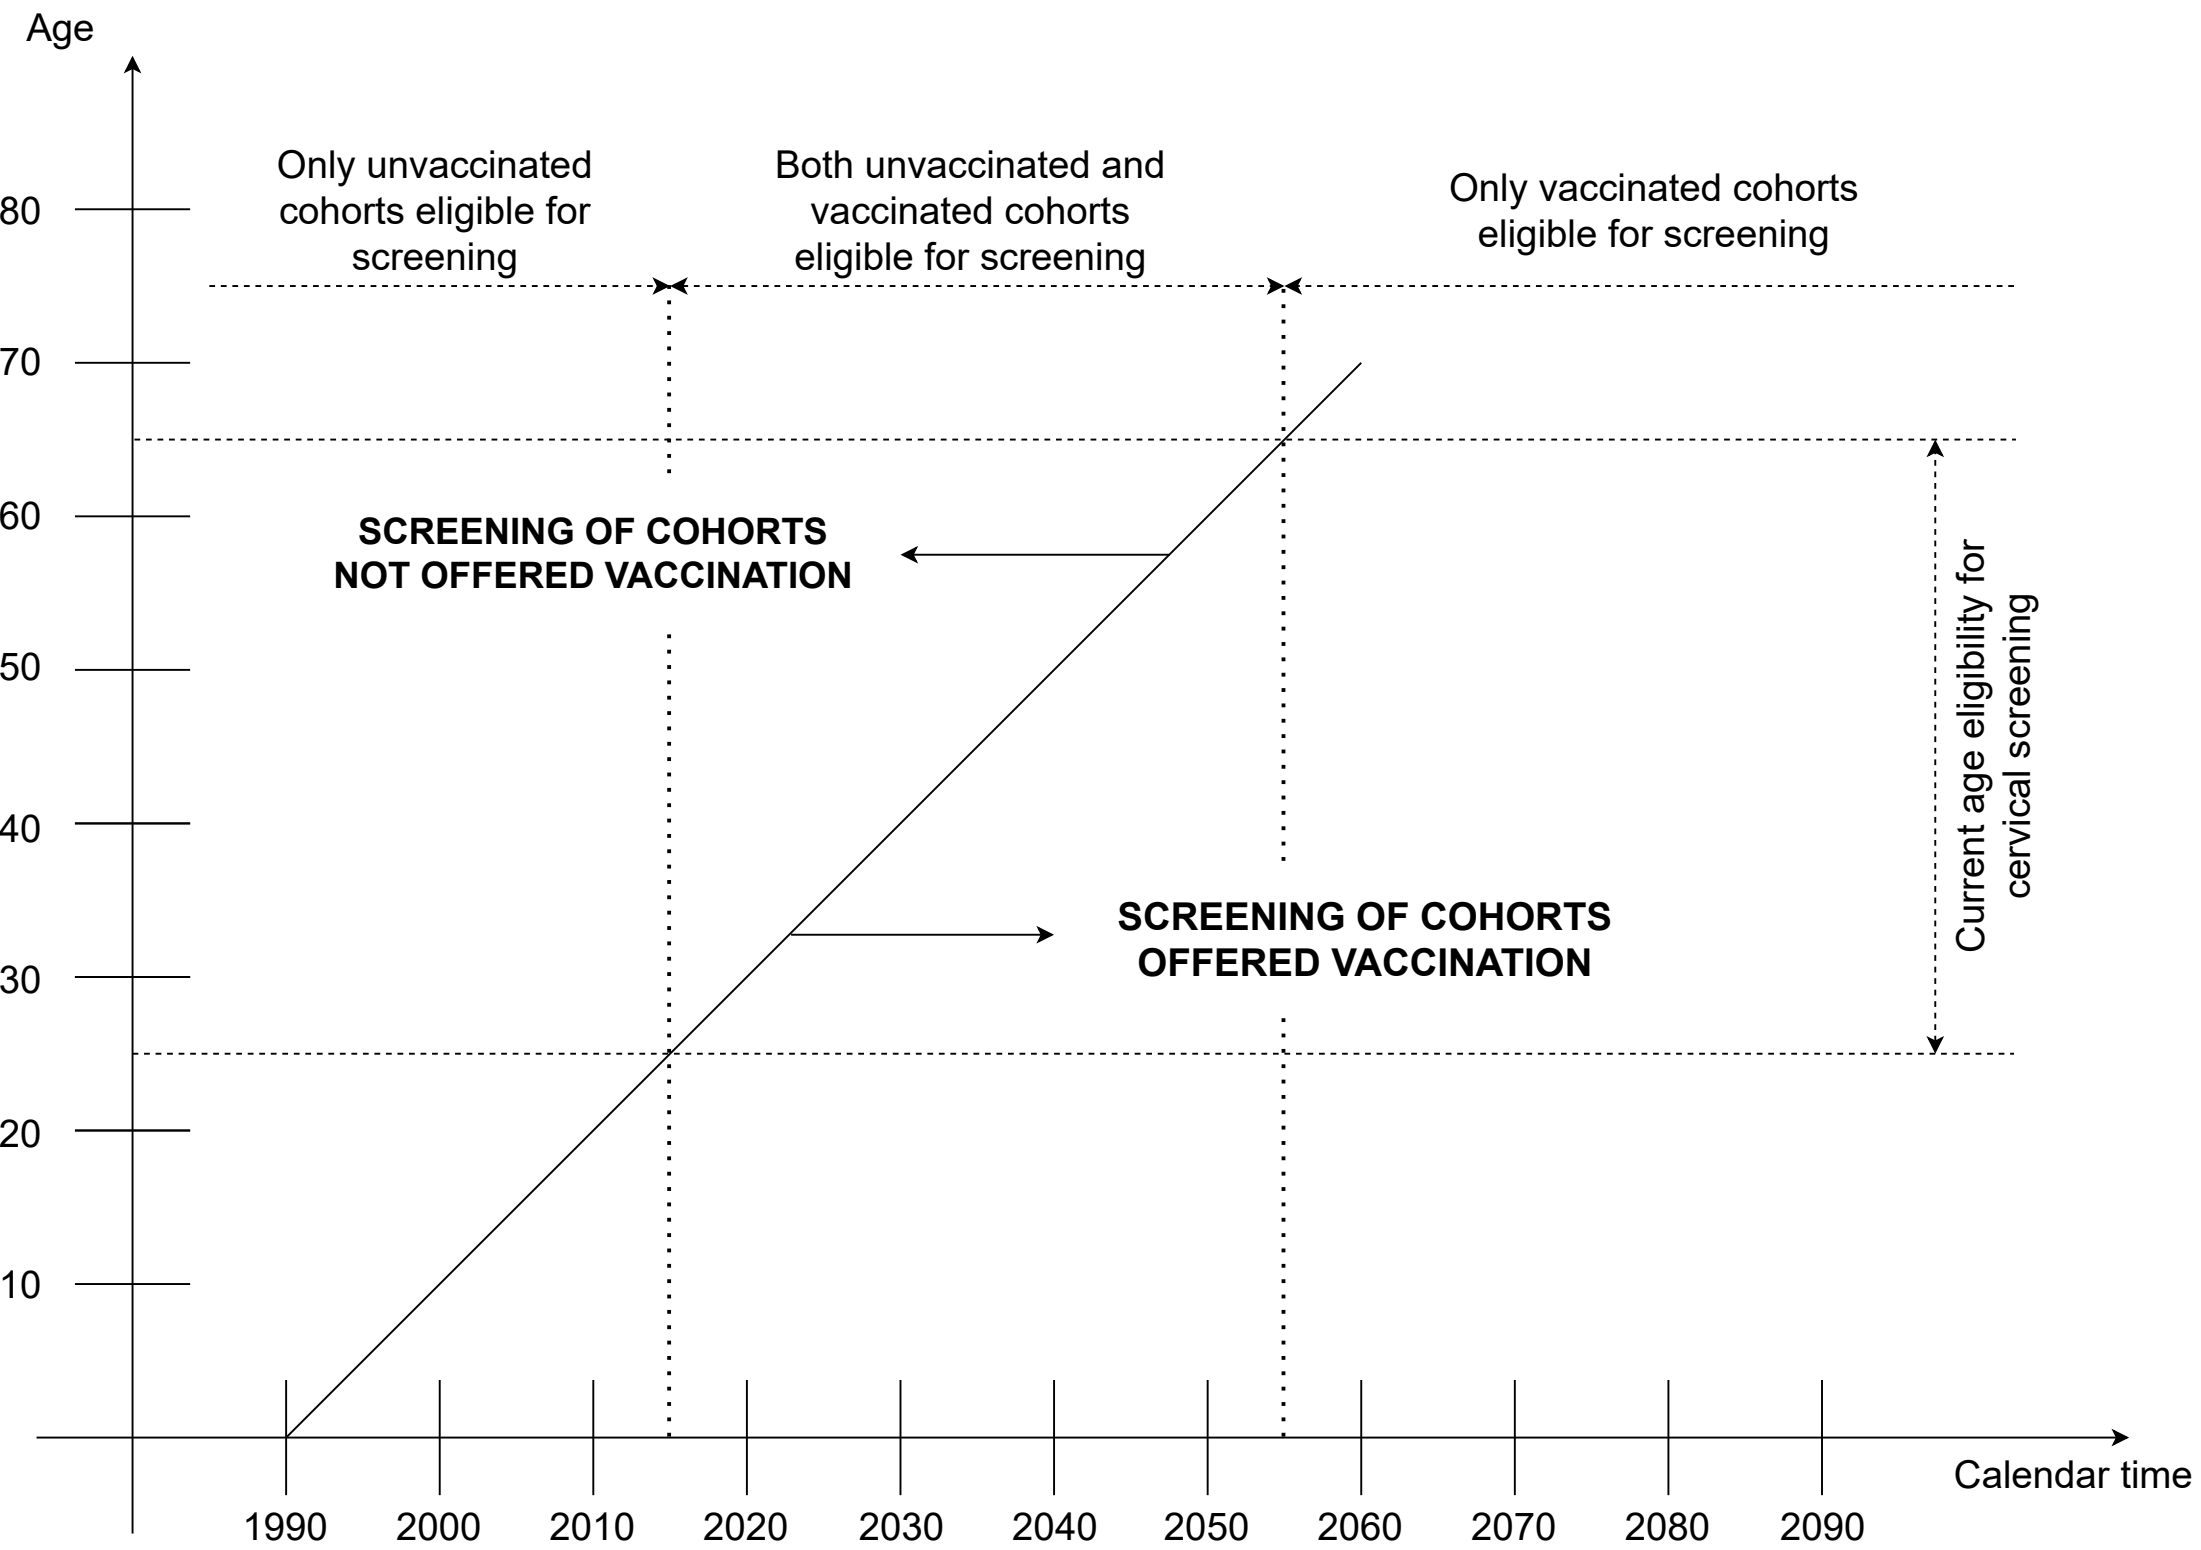 Age
Only unvaccinated
cohorts eligible for
screening
Both unvaccinated and
vaccinated cohorts
eligible for screening
Only vaccinated cohorts
eligible for screening
80
70
60
50
40
30
20
10
SCREENING OF COHORTS
NOT OFFERED VACCINATION
SCREENING OF COHORTS
OFFERED VACCINATION
Current age eligibility for
cervical screening
Calendar time
1990
2000
2010
2020
2030
2040
2050
2060
2070
2080
2090